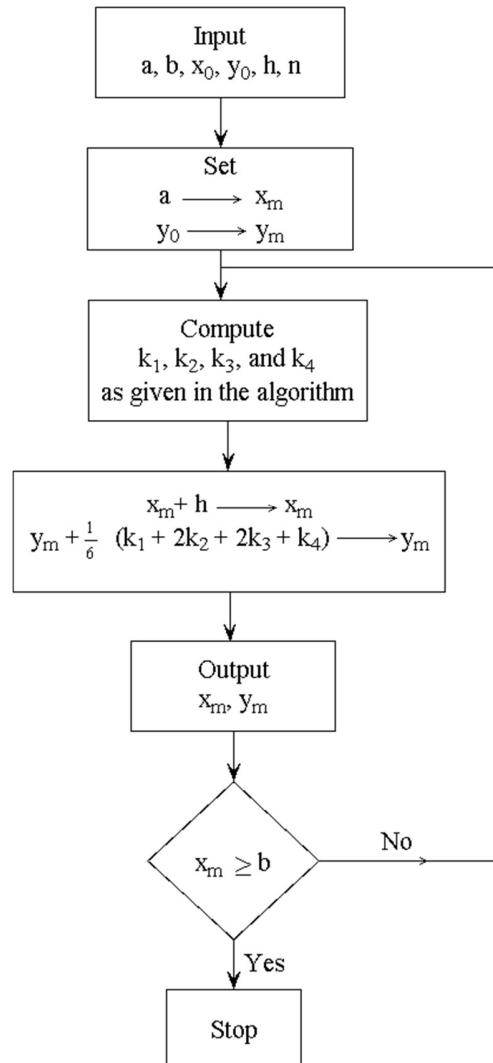 Input
a, b, x₀, y₀, h, n
Set
a ⟶ xₘ
y₀ ⟶ yₘ
Compute
k₁, k₂, k₃, and k₄
as given in the algorithm
xₘ+ h ⟶ xₘ
yₘ + 1/6 (k₁ + 2k₂ + 2k₃ + k₄) ⟶ yₘ
Output
xₘ, yₘ
xₘ ≥ b
No
Yes
Stop